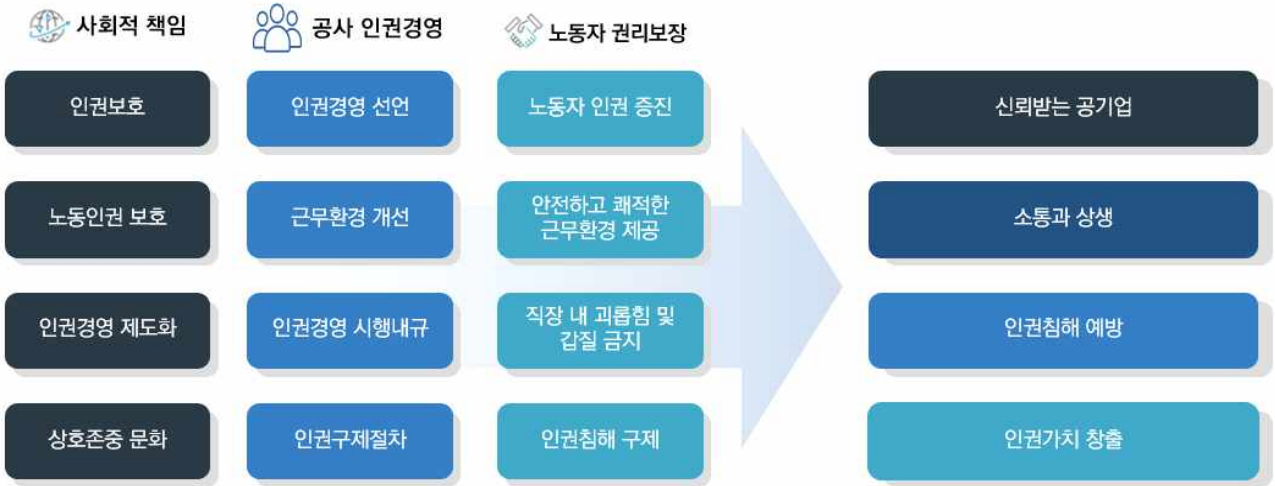 사회적 책임
공사 인권경영
노동자 권리보장
인권보호
인권경영 선언
노동자 인권 증진
신뢰받는 공기업
노동인권 보호
근무환경 개선
안전하고 쾌적한
근무환경 제공
소통과 상생
인권경영 제도화
인권경영 시행내규
직장 내 괴롭힘 및
갑질 금지
인권침해 예방
상호존중 문화
인권구제절차
인권침해 구제
인권가치 창출